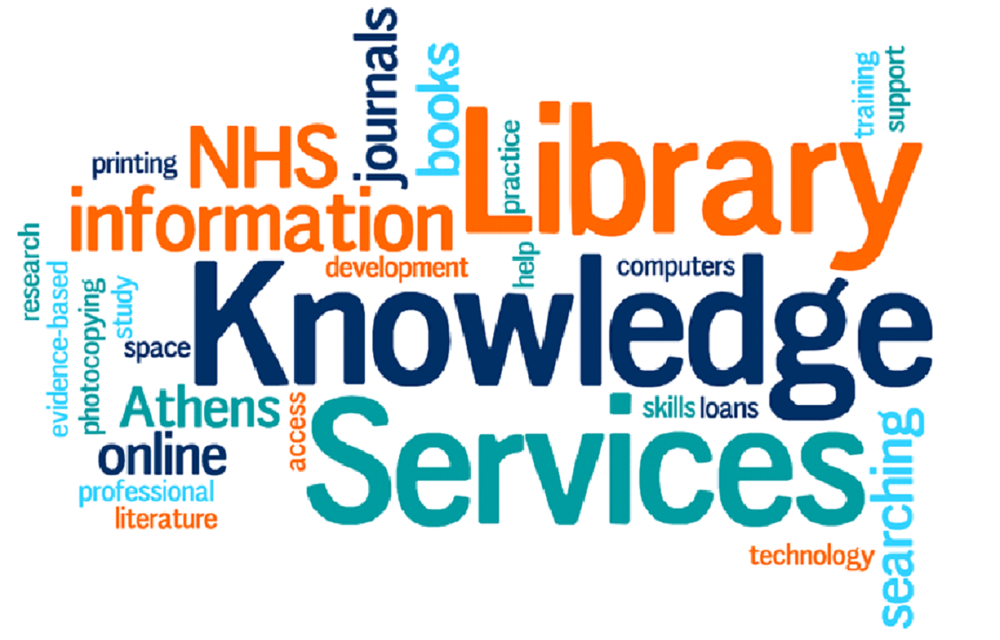 journals
books
training
support
NHS
printing
practice
Library
information
research
development
help
computers
evidence-based
photocopying
study
space
Knowledge
Athens
access
skills
loans
Services
online
searching
professional
literature
technology